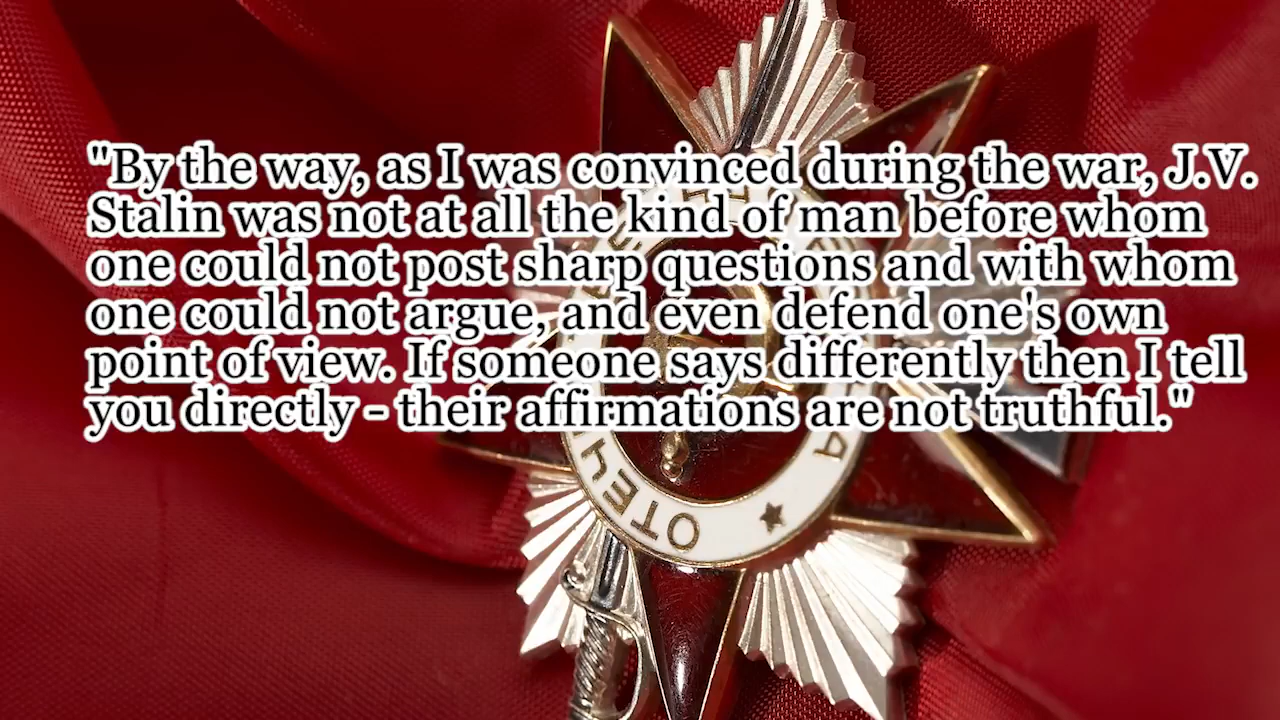 "By the way, as I was convinced during the war, J.V.
Stalin was not at all the kind of man before whom
one could not post sharp questions and with whom
one could not argue, and even defend one's own
point of view. If someone says differently then I tell
you directly - their affirmations are not truthful."
ОТЕЧ